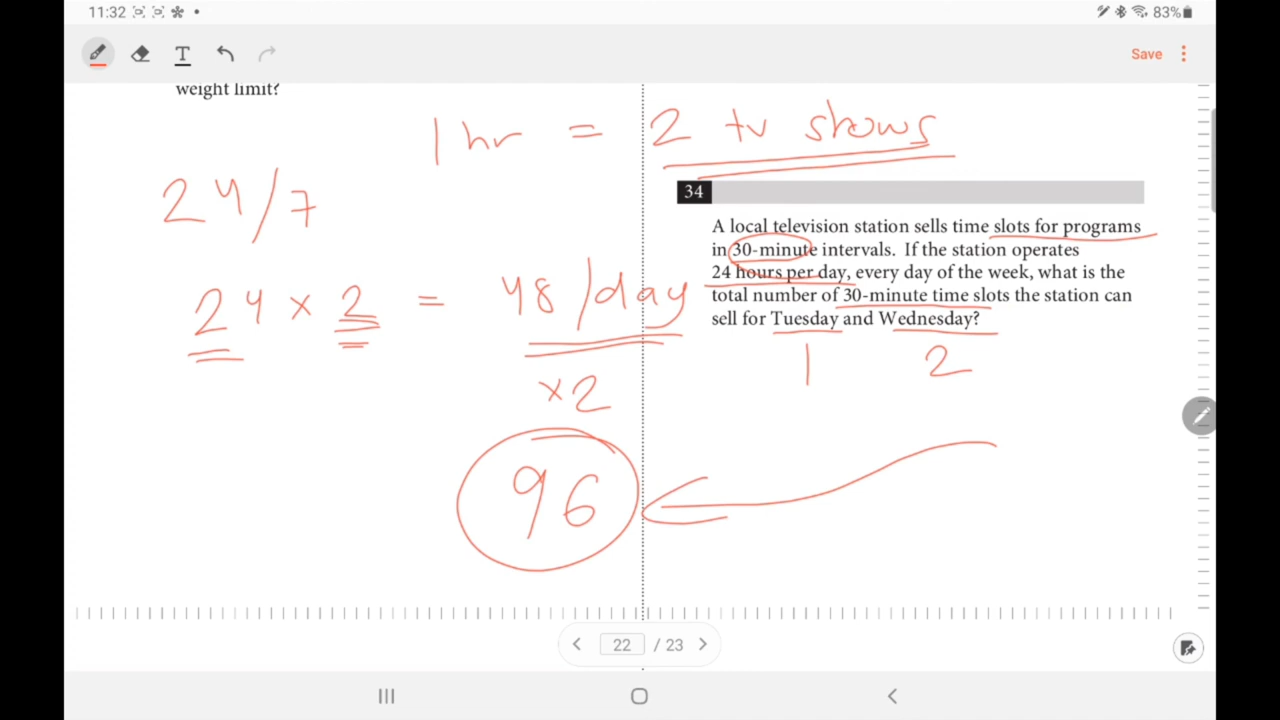 11:32
83%
T
Save
weight limit?
1 hr = 2 tv shows
24/7
34
A local television station sells time slots for programs
in 30-minute intervals. If the station operates
24 hours per day, every day of the week, what is the
total number of 30-minute time slots the station can
sell for Tuesday and Wednesday?
24 x 2 = 48/day
1 2
x2
96
22 / 23